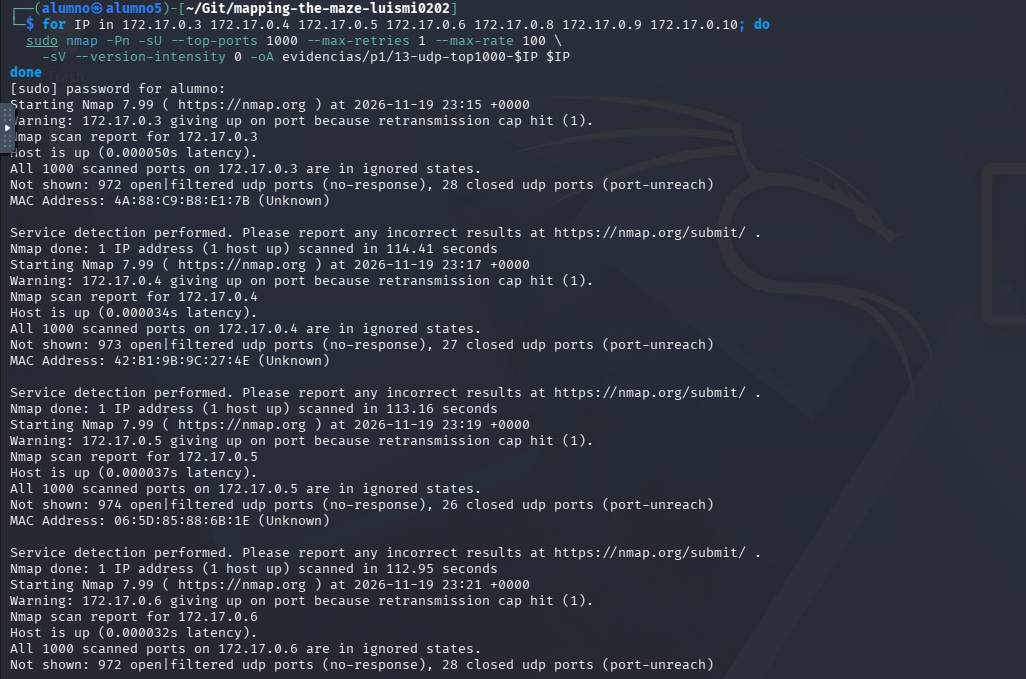 ┌──(alumno㉿alumno5)-[~/Git/mapping-the-maze-luismi0202]
└─$ for IP in 172.17.0.3 172.17.0.4 172.17.0.5 172.17.0.6 172.17.0.8 172.17.0.9 172.17.0.10; do
sudo nmap -Pn -sU --top-ports 1000 --max-retries 1 --max-rate 100 \
-sV --version-intensity 0 -oA evidencias/p1/13-udp-top1000-$IP $IP
done
Trash
[sudo] password for alumno:
Starting Nmap 7.99 ( https://nmap.org ) at 2026-11-19 23:15 +0000
Warning: 172.17.0.3 giving up on port because retransmission cap hit (1).
Nmap scan report for 172.17.0.3
Host is up (0.000050s latency).
All 1000 scanned ports on 172.17.0.3 are in ignored states.
Not shown: 972 open|filtered udp ports (no-response), 28 closed udp ports (port-unreach)
MAC Address: 4A:88:C9:B8:E1:7B (Unknown)

Service detection performed. Please report any incorrect results at https://nmap.org/submit/ .
Nmap done: 1 IP address (1 host up) scanned in 114.41 seconds
Starting Nmap 7.99 ( https://nmap.org ) at 2026-11-19 23:17 +0000
Warning: 172.17.0.4 giving up on port because retransmission cap hit (1).
Nmap scan report for 172.17.0.4
Host is up (0.000034s latency).
All 1000 scanned ports on 172.17.0.4 are in ignored states.
Not shown: 973 open|filtered udp ports (no-response), 27 closed udp ports (port-unreach)
MAC Address: 42:B1:9B:9C:27:4E (Unknown)

Service detection performed. Please report any incorrect results at https://nmap.org/submit/ .
Nmap done: 1 IP address (1 host up) scanned in 113.16 seconds
Starting Nmap 7.99 ( https://nmap.org ) at 2026-11-19 23:19 +0000
Warning: 172.17.0.5 giving up on port because retransmission cap hit (1).
Nmap scan report for 172.17.0.5
Host is up (0.000037s latency).
All 1000 scanned ports on 172.17.0.5 are in ignored states.
Not shown: 974 open|filtered udp ports (no-response), 26 closed udp ports (port-unreach)
MAC Address: 06:5D:85:88:6B:1E (Unknown)

Service detection performed. Please report any incorrect results at https://nmap.org/submit/ .
Nmap done: 1 IP address (1 host up) scanned in 112.95 seconds
Starting Nmap 7.99 ( https://nmap.org ) at 2026-11-19 23:21 +0000
Warning: 172.17.0.6 giving up on port because retransmission cap hit (1).
Nmap scan report for 172.17.0.6
Host is up (0.000032s latency).
All 1000 scanned ports on 172.17.0.6 are in ignored states.
Not shown: 972 open|filtered udp ports (no-response), 28 closed udp ports (port-unreach)